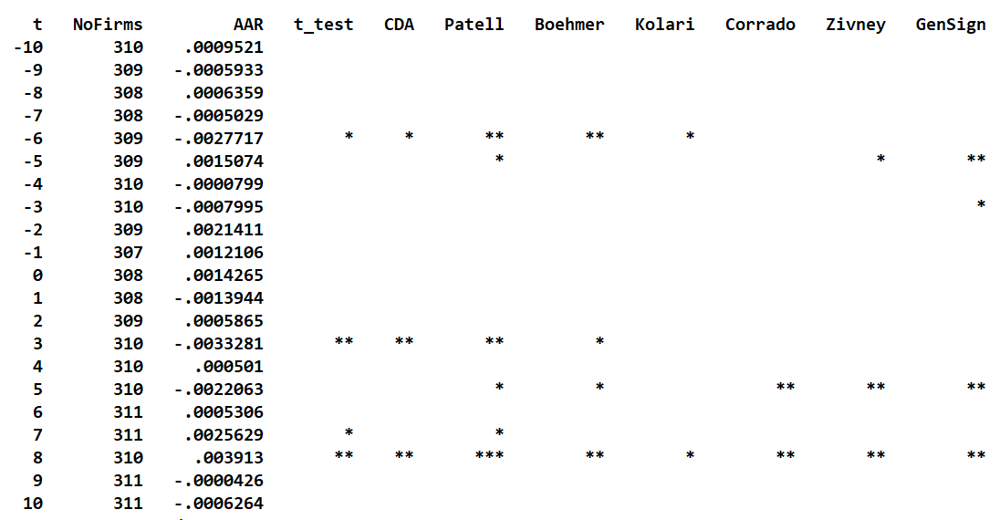 t NoFirms AAR t_test CDA Patell Boehmer Kolari Corrado Zivney GenSign
-10 310 .0009521
-9 309 -.0005933
-8 308 .0006359
-7 308 -.0005029
-6 309 -.0027717 * * ** ** *
-5 309 .0015074 * * **
-4 310 -.0000799
-3 310 -.0007995 *
-2 309 .0021411
-1 307 .0012106
0 308 .0014265
1 308 -.0013944
2 309 .0005865
3 310 -.0033281 ** ** ** *
4 310 .000501
5 310 -.0022063 * * ** ** **
6 311 .0005306
7 311 .0025629 * *
8 310 .003913 ** ** *** ** * ** ** **
9 311 -.0000426
10 311 -.0006264